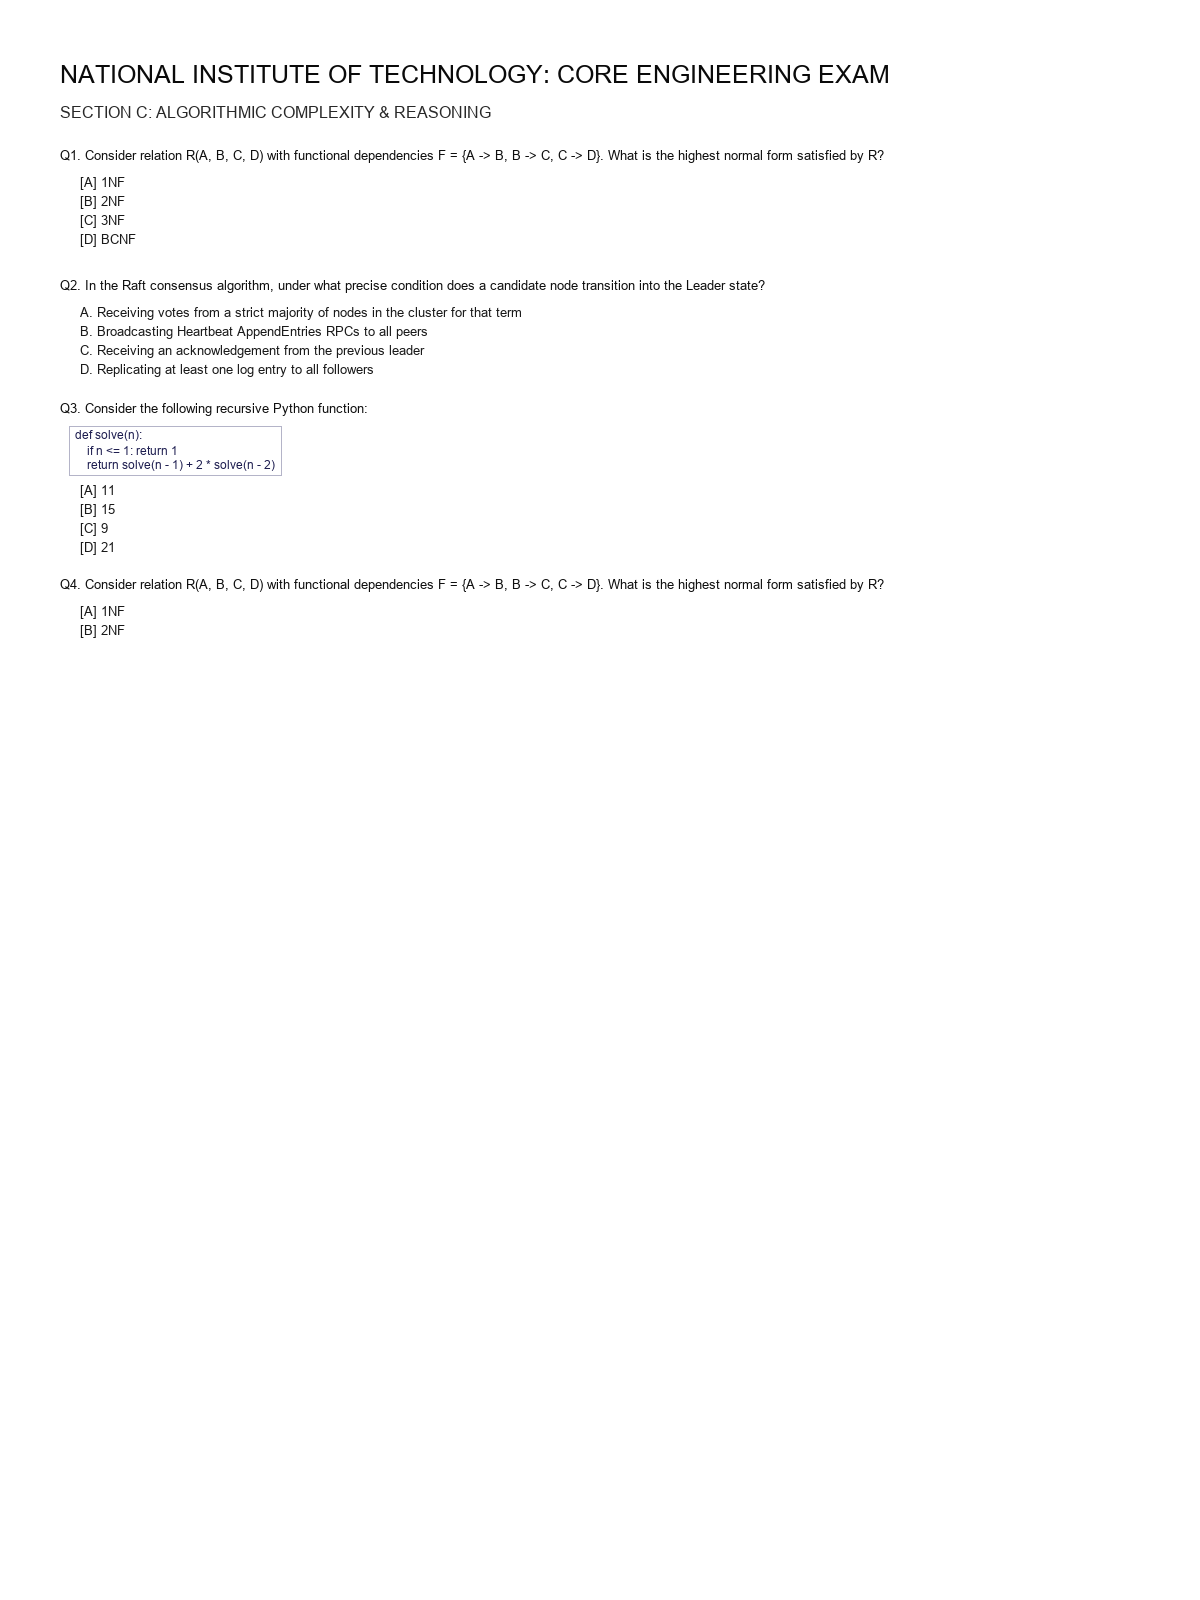 NATIONAL INSTITUTE OF TECHNOLOGY: CORE ENGINEERING EXAM
SECTION C: ALGORITHMIC COMPLEXITY & REASONING
Q1. Consider relation R(A, B, C, D) with functional dependencies F = {A -> B, B -> C, C -> D}. What is the highest normal form satisfied by R?
[A] 1NF
[B] 2NF
[C] 3NF
[D] BCNF
Q2. In the Raft consensus algorithm, under what precise condition does a candidate node transition into the Leader state?
A. Receiving votes from a strict majority of nodes in the cluster for that term
B. Broadcasting Heartbeat AppendEntries RPCs to all peers
C. Receiving an acknowledgement from the previous leader
D. Replicating at least one log entry to all followers
Q3. Consider the following recursive Python function:
def solve(n):
    if n <= 1: return 1
    return solve(n - 1) + 2 * solve(n - 2)
[A] 11
[B] 15
[C] 9
[D] 21
Q4. Consider relation R(A, B, C, D) with functional dependencies F = {A -> B, B -> C, C -> D}. What is the highest normal form satisfied by R?
[A] 1NF
[B] 2NF